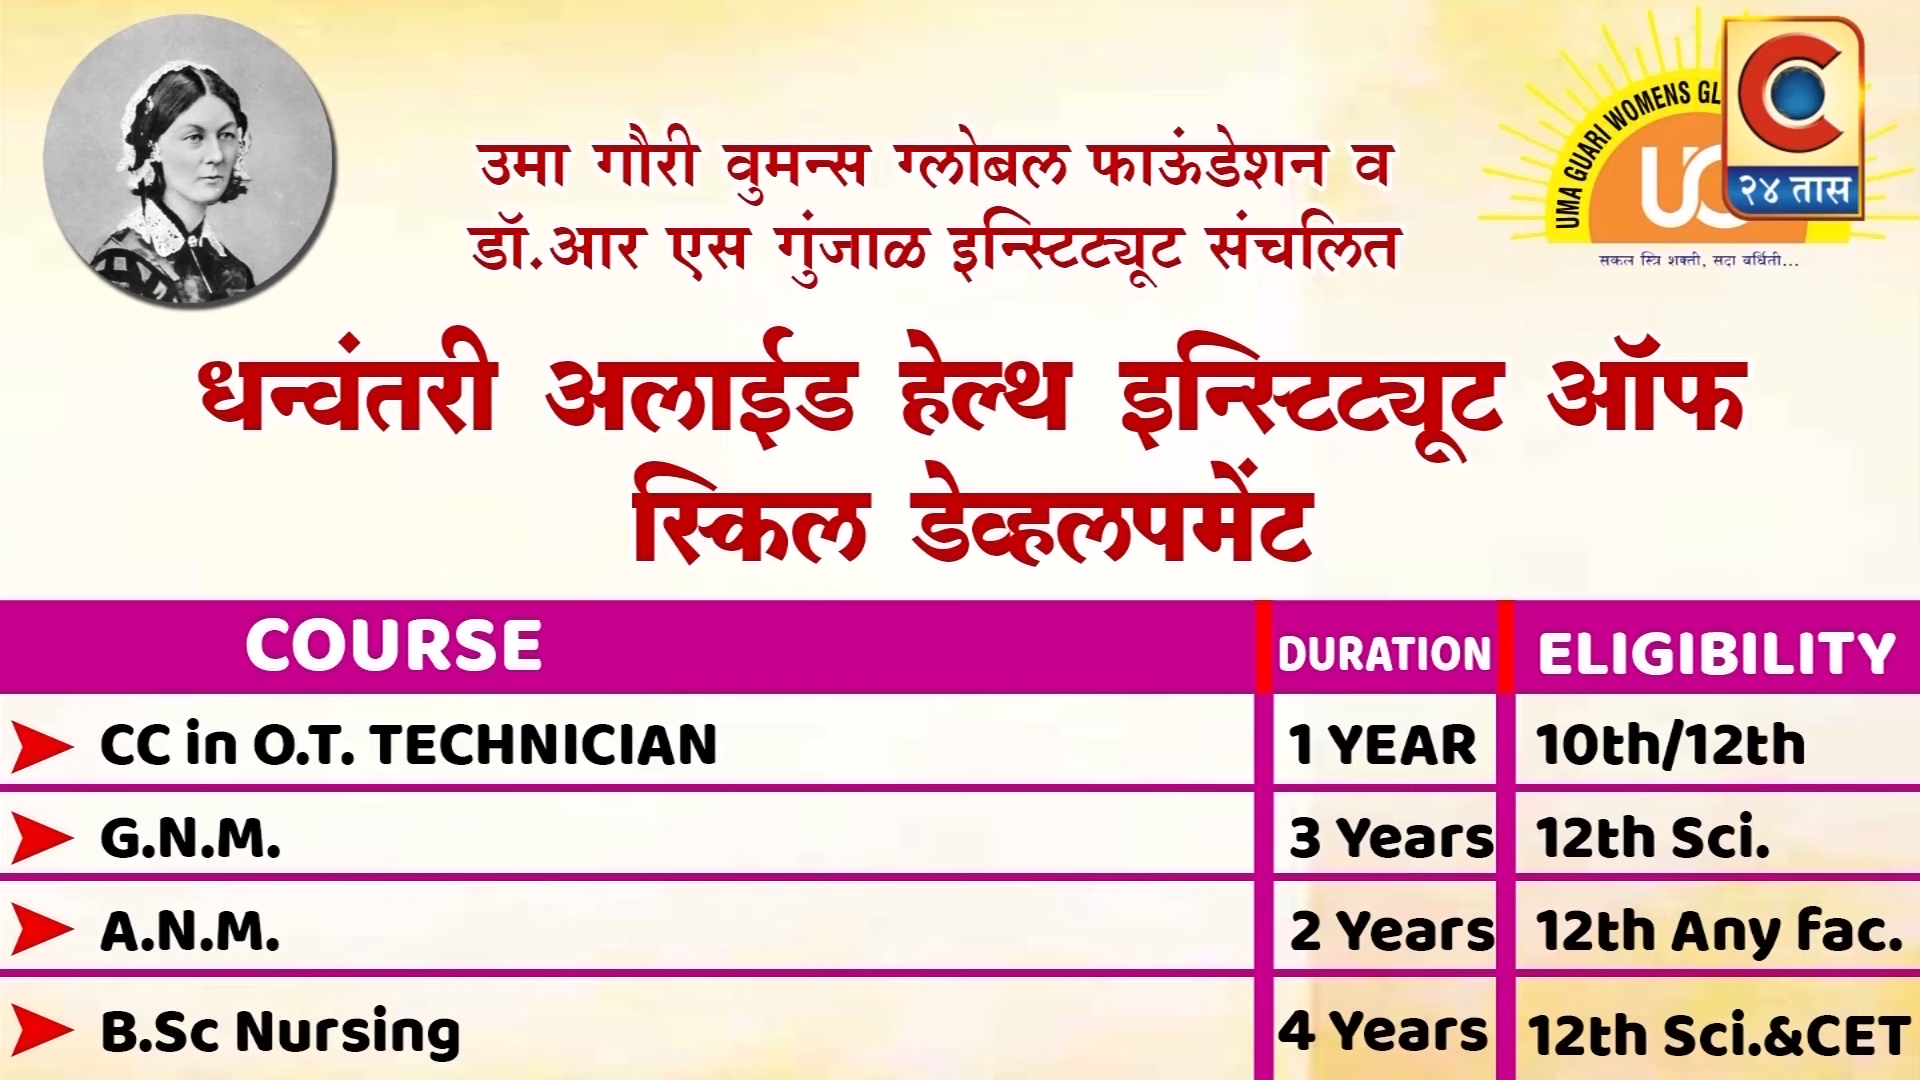 उमा गौरी वुमन्स ग्लोबल फाऊंडेशन व
डॉ.आर एस गुंजाळ इन्स्टिट्यूट संचलित
UMA GUARI WOMENS GL
U
C
२४ तास
सकल स्त्रि शक्ती, सदा वर्धिती...
धन्वंतरी अलाईड हेल्थ इन्स्टिट्यूट ऑफ
स्किल डेव्हलपमेंट
COURSE DURATION ELIGIBILITY
CC in O.T. TECHNICIAN 1 YEAR 10th/12th
G.N.M. 3 Years 12th Sci.
A.N.M. 2 Years 12th Any fac.
B.Sc Nursing 4 Years 12th Sci.&CET